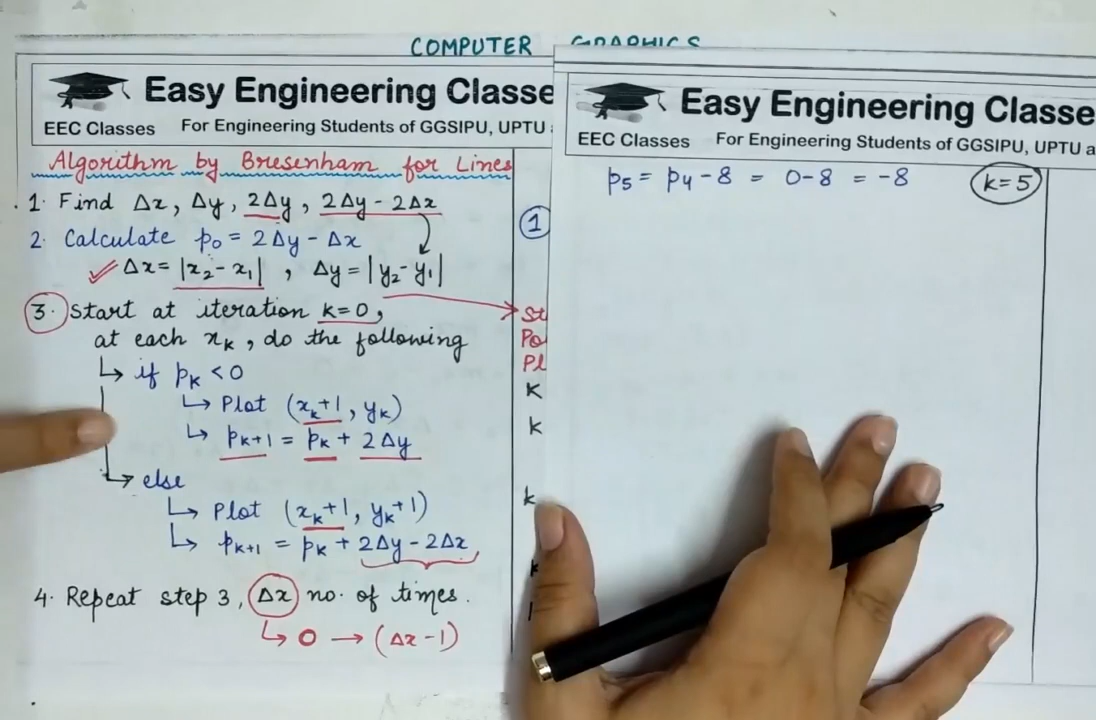 COMPUTER GRAPHICS
Easy Engineering Classe
EEC Classes For Engineering Students of GGSIPU, UPTU
Algorithm by Bresenham for Lines
1. Find Δx, Δy, 2Δy, 2Δy - 2Δx
2. Calculate p₀ = 2Δy - Δx
✓ Δx = |x₂-x₁| , Δy = |y₂-y₁|
3. Start at iteration k=0,
at each xₖ, do the following
↳ if pₖ < 0
↳ Plot (xₖ+1, yₖ)
↳ pₖ₊₁ = pₖ + 2Δy
↳ else
↳ Plot (xₖ+1, yₖ+1)
↳ pₖ₊₁ = pₖ + 2Δy - 2Δx
4. Repeat step 3, Δx no. of times.
↳ 0 → (Δx-1)
1
St
Po
Pl
K
k
k
Easy Engineering Classe
EEC Classes For Engineering Students of GGSIPU, UPTU a
p₅ = p₄ - 8 = 0-8 = -8 k=5